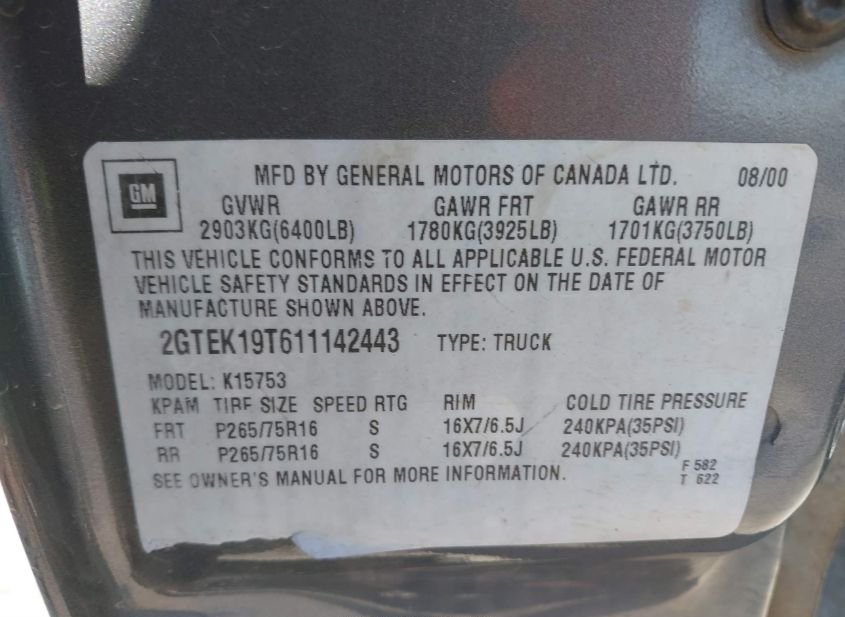 GM
MFD BY GENERAL MOTORS OF CANADA LTD. 08/00
GVWR GAWR FRT GAWR RR
2903KG(6400LB) 1780KG(3925LB) 1701KG(3750LB)
THIS VEHICLE CONFORMS TO ALL APPLICABLE U.S. FEDERAL MOTOR
VEHICLE SAFETY STANDARDS IN EFFECT ON THE DATE OF
MANUFACTURE SHOWN ABOVE.
2GTEK19T611142443 TYPE: TRUCK
MODEL: K15753
KPAM TIRE SIZE SPEED RTG RIM COLD TIRE PRESSURE
FRT P265/75R16 S 16X7/6.5J 240KPA(35PSI)
RR P265/75R16 S 16X7/6.5J 240KPA(35PSI)
SEE OWNER'S MANUAL FOR MORE INFORMATION.
F 582
T 622